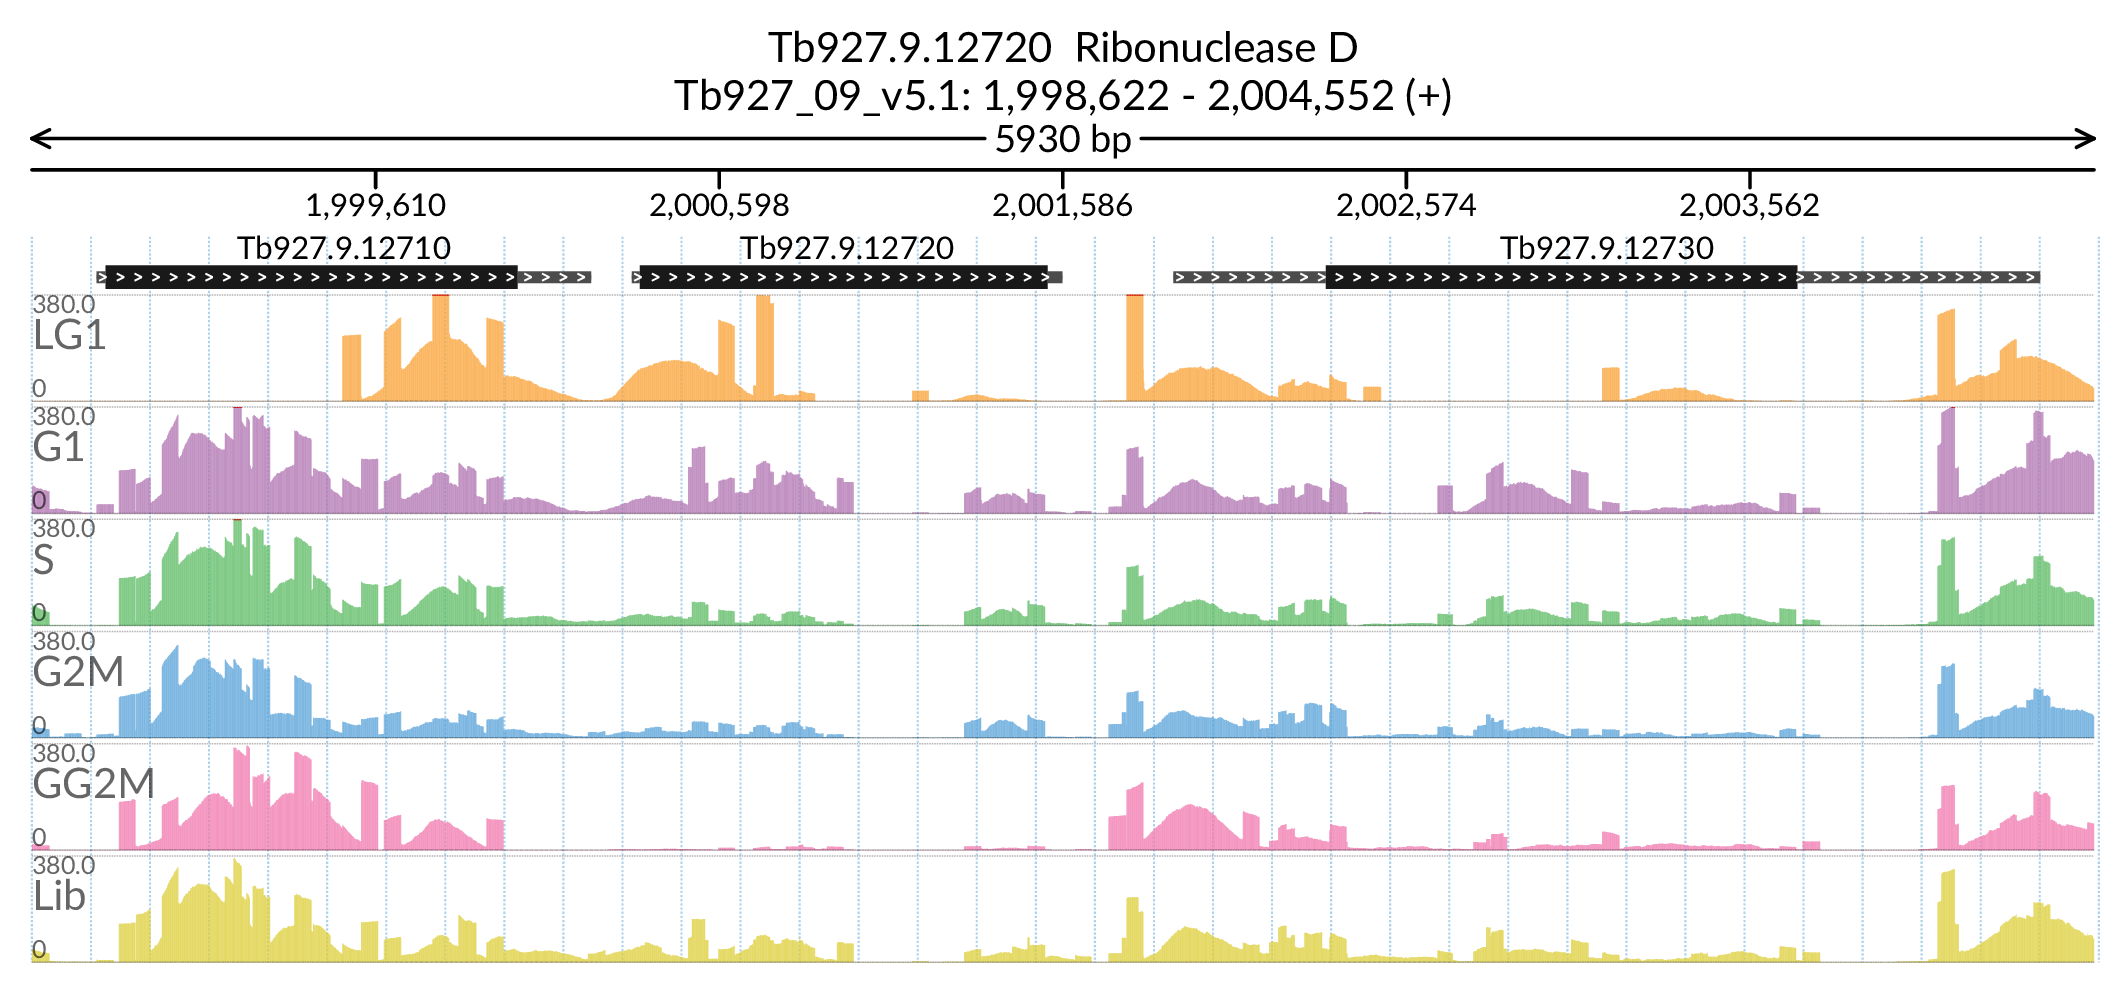 Tb927.9.12720 Ribonuclease D
Tb927_09_v5.1: 1,998,622 - 2,004,552 (+)
5930 bp
1,999,610 2,000,598 2,001,586 2,002,574 2,003,562
Tb927.9.12710 Tb927.9.12720 Tb927.9.12730
380.0
LG1
0
380.0
G1
0
380.0
S
0
380.0
G2M
0
380.0
GG2M
0
380.0
Lib
0